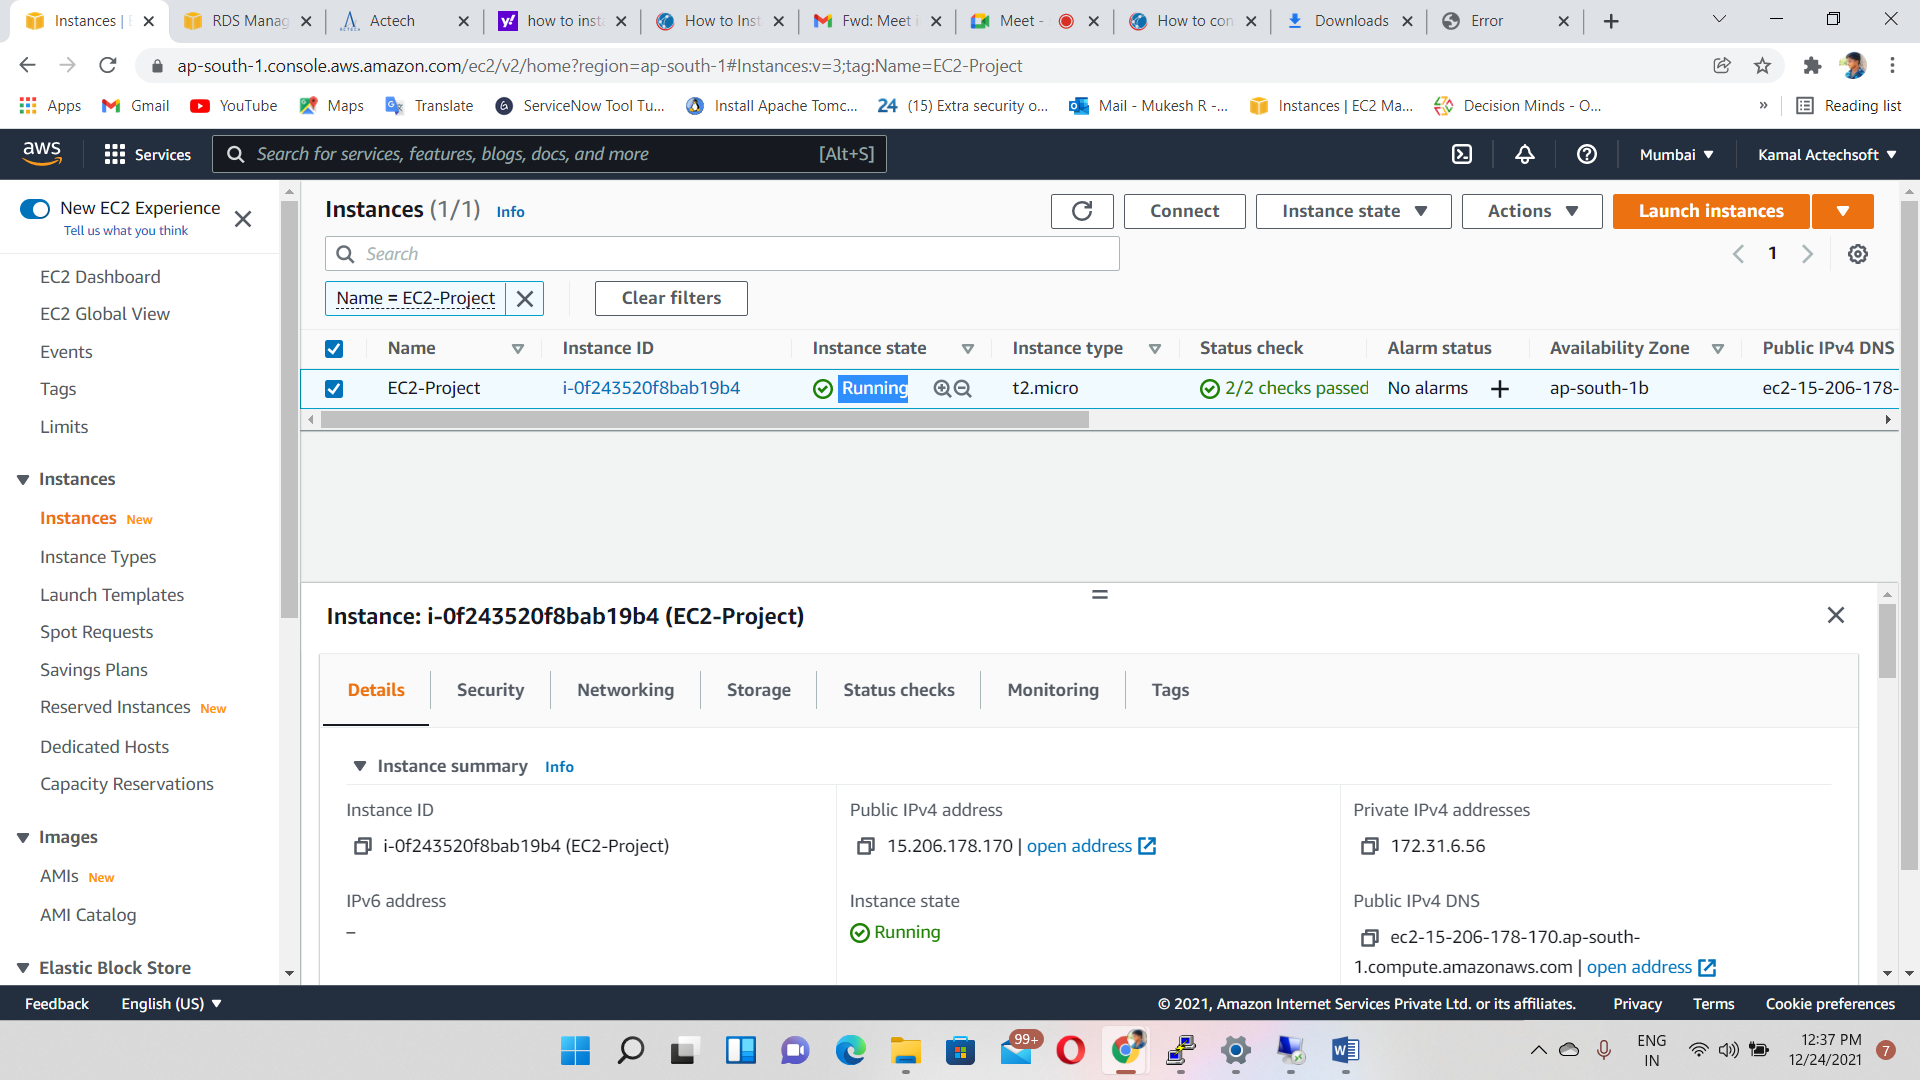 Instances | E
RDS Manag
Actech
how to insta
How to Inst
Fwd: Meet i
Meet -
How to con
Downloads
Error
ap-south-1.console.aws.amazon.com/ec2/v2/home?region=ap-south-1#Instances:v=3;tag:Name=EC2-Project
Apps
Gmail
YouTube
Maps
Translate
ServiceNow Tool Tu...
Install Apache Tomc...
24 (15) Extra security o...
Mail - Mukesh R -...
Instances | EC2 Ma...
Decision Minds - O...
»
Reading list
aws
Services
Search for services, features, blogs, docs, and more [Alt+S]
Mumbai
Kamal Actechsoft
New EC2 Experience
Tell us what you think
EC2 Dashboard
EC2 Global View
Events
Tags
Limits
Instances
Instances New
Instance Types
Launch Templates
Spot Requests
Savings Plans
Reserved Instances New
Dedicated Hosts
Capacity Reservations
Images
AMIs New
AMI Catalog
Elastic Block Store
Instances (1/1) Info
Connect
Instance state
Actions
Launch instances
Search
1
Name = EC2-Project
Clear filters
Name Instance ID Instance state Instance type Status check Alarm status Availability Zone Public IPv4 DNS
EC2-Project i-0f243520f8bab19b4 Running t2.micro 2/2 checks passed No alarms + ap-south-1b ec2-15-206-178-
Instance: i-0f243520f8bab19b4 (EC2-Project)
Details Security Networking Storage Status checks Monitoring Tags
Instance summary Info
Instance ID
i-0f243520f8bab19b4 (EC2-Project)
Public IPv4 address
15.206.178.170 | open address
Private IPv4 addresses
172.31.6.56
IPv6 address
–
Instance state
Running
Public IPv4 DNS
ec2-15-206-178-170.ap-south-
1.compute.amazonaws.com | open address
Feedback English (US) © 2021, Amazon Internet Services Private Ltd. or its affiliates. Privacy Terms Cookie preferences
99+
ENG
IN
12:37 PM
12/24/2021
7